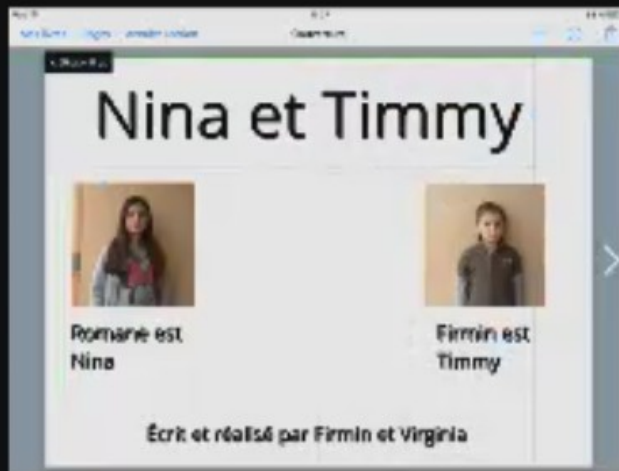 Nina et Timmy
Romane est
Nina
Firmin est
Timmy
Écrit et réalisé par Firmin et Virginia